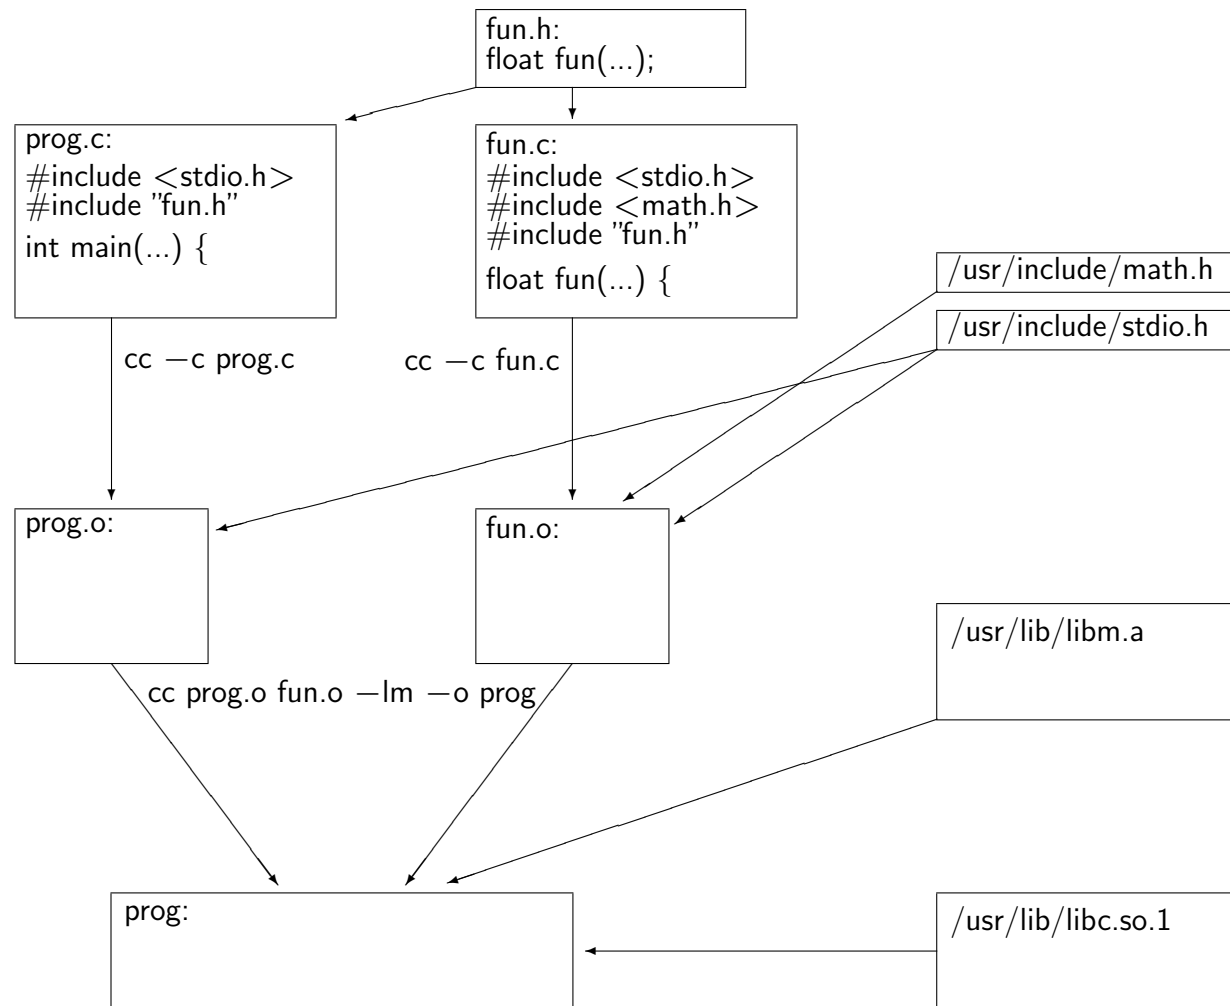 fun.h:
float fun(...);
prog.c:
#include <stdio.h>
#include "fun.h"
int main(...) {
fun.c:
#include <stdio.h>
#include <math.h>
#include "fun.h"
float fun(...) {
/usr/include/math.h
/usr/include/stdio.h
cc −c prog.c
cc −c fun.c
prog.o:
fun.o:
/usr/lib/libm.a
cc prog.o fun.o −lm −o prog
prog:
/usr/lib/libc.so.1